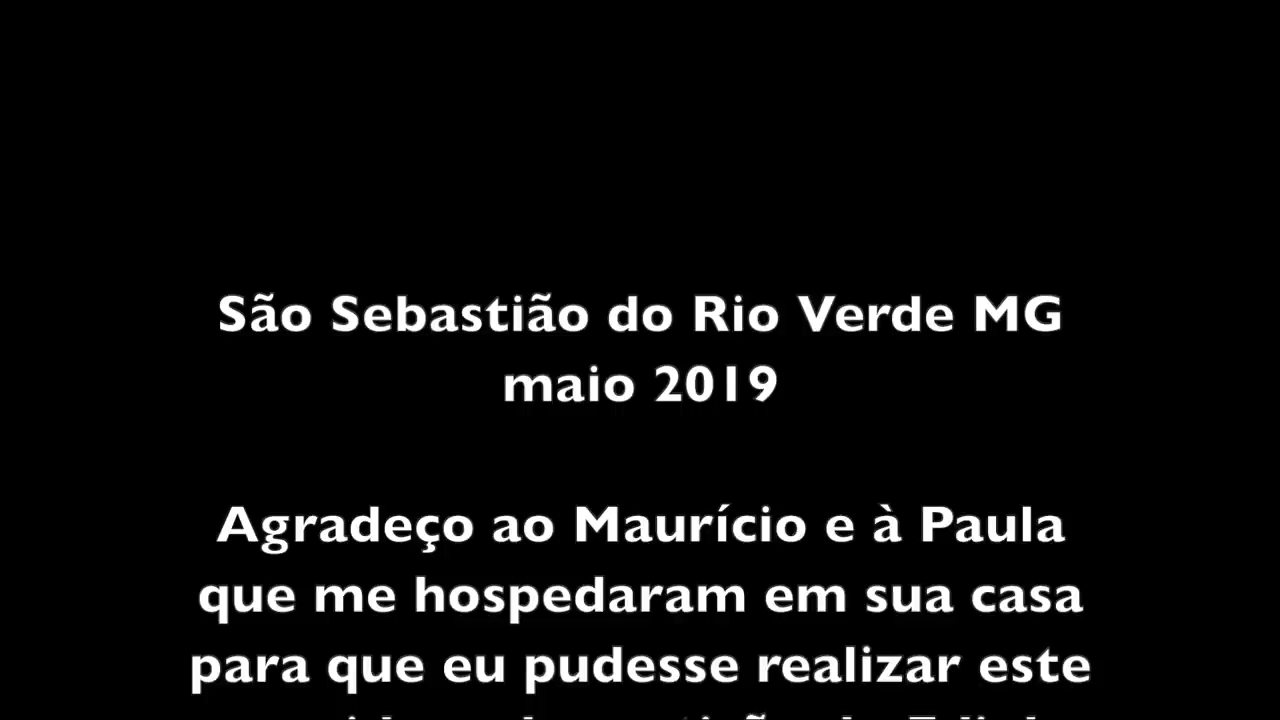 São Sebastião do Rio Verde MG
maio 2019
Agradeço ao Maurício e à Paula
que me hospedaram em sua casa
para que eu pudesse realizar este